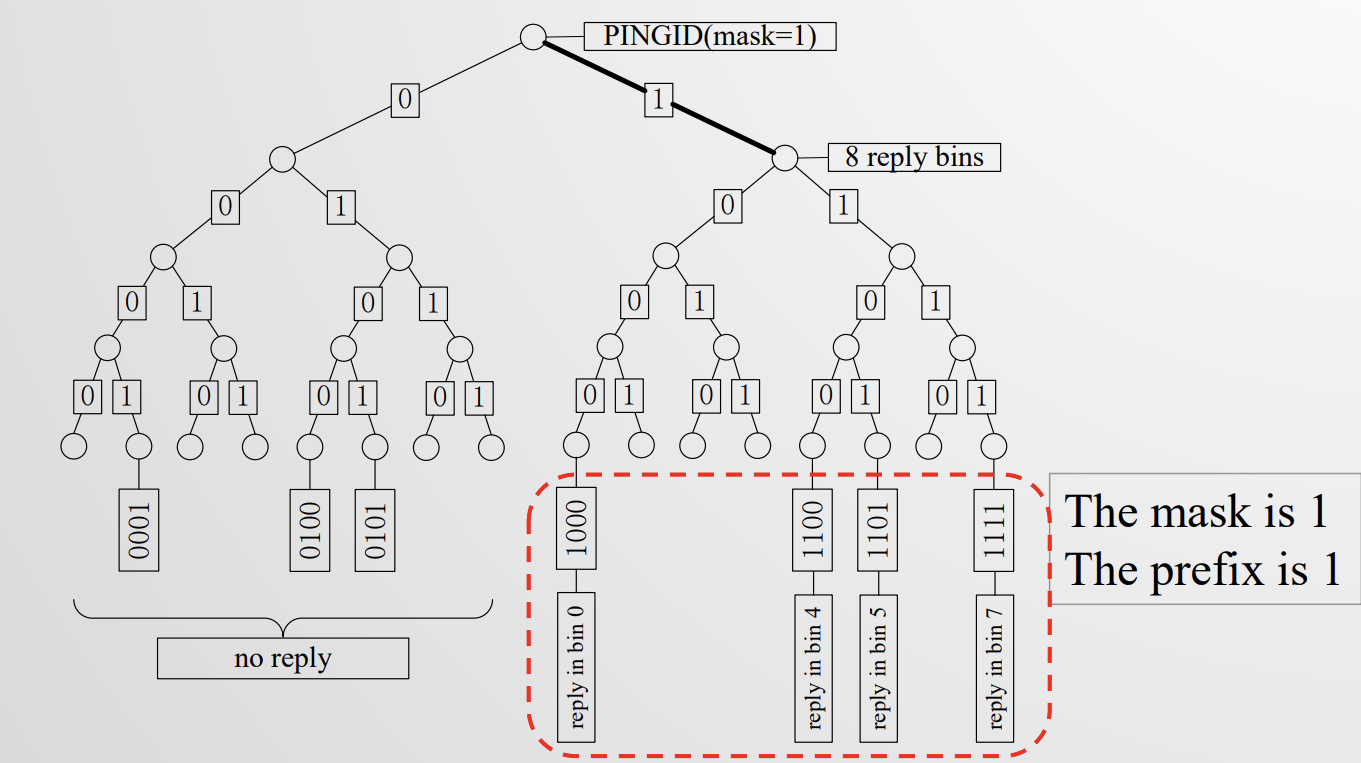 PINGID(mask=1)
0 1
8 reply bins
0 1 0 1
0 1 0 1 0 1 0 1
0 1 0 1 0 1 0 1 0 1 0 1 0 1 0 1
0001
0100
0101
1000
1100
1101
1111
The mask is 1
The prefix is 1
reply in bin 0
reply in bin 4
reply in bin 5
reply in bin 7
no reply